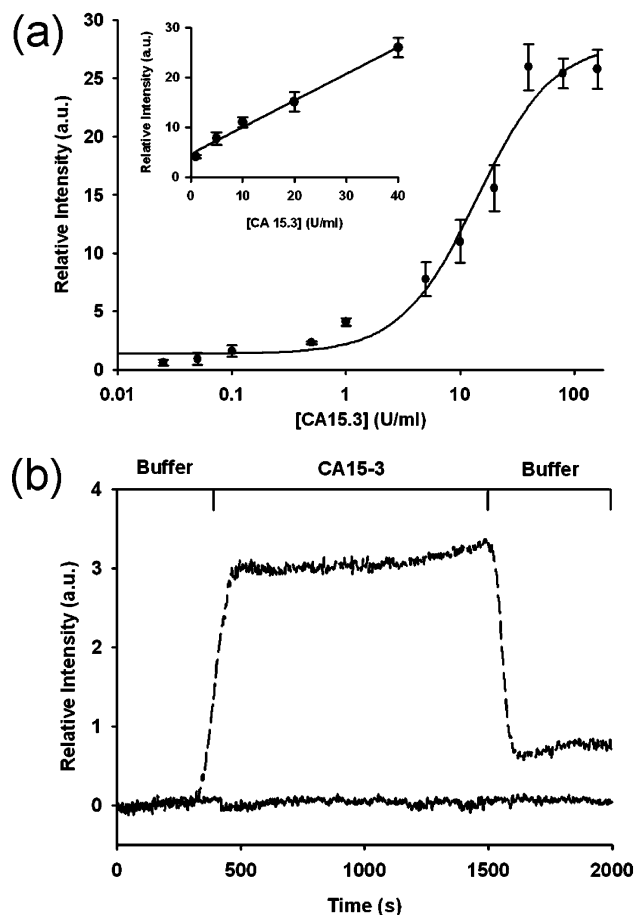 (a)
Relative Intensity (a.u.)
30
25
20
15
10
5
0
0.01
0.1
1
10
100
[CA15.3] (U/ml)
Relative Intensity (a.u.)
30
20
10
0
0
10
20
30
40
[CA 15.3] (U/ml)
(b)
Buffer
CA15-3
Buffer
Relative Intensity (a.u.)
4
3
2
1
0
0
500
1000
1500
2000
Time (s)